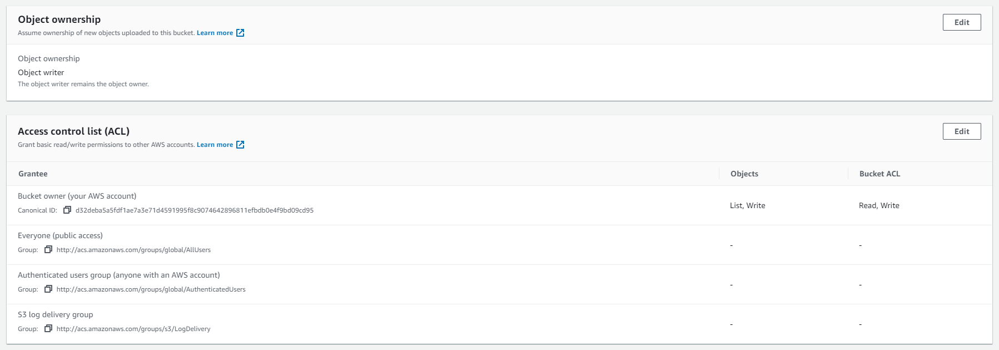 Object ownership
Edit
Assume ownership of new objects uploaded to this bucket. Learn more
Object ownership
Object writer
The object writer remains the object owner.
Access control list (ACL)
Edit
Grant basic read/write permissions to other AWS accounts. Learn more
Grantee Objects Bucket ACL
Bucket owner (your AWS account)
Canonical ID: d32deba5a5fdf1ae7a3e71d4591995f8c9074642896811efbdb0e4f9bd09cd95
List, Write Read, Write
Everyone (public access)
Group: http://acs.amazonaws.com/groups/global/AllUsers
- -
Authenticated users group (anyone with an AWS account)
Group: http://acs.amazonaws.com/groups/global/AuthenticatedUsers
- -
S3 log delivery group
Group: http://acs.amazonaws.com/groups/s3/LogDelivery
- -